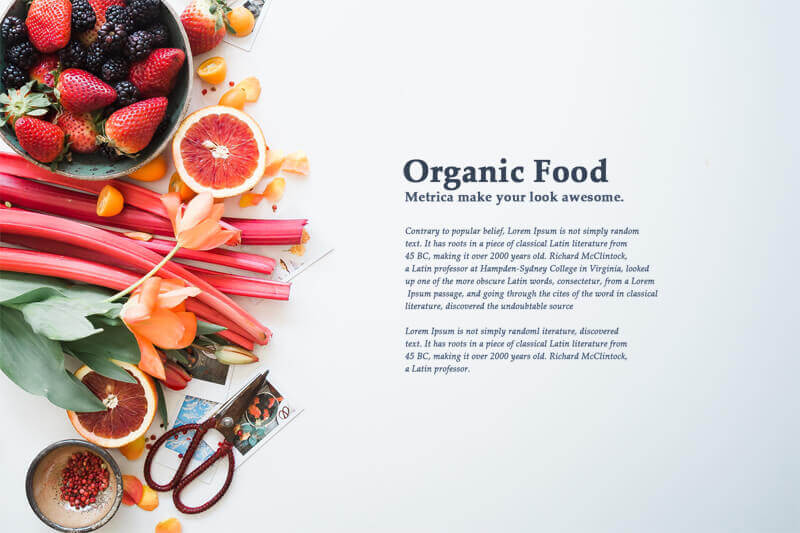 Organic Food
Metrica make your look awesome.
Contrary to popular belief, Lorem Ipsum is not simply random
text. It has roots in a piece of classical Latin literature from
45 BC, making it over 2000 years old. Richard McClintock,
a Latin professor at Hampden-Sydney College in Virginia, looked
up one of the more obscure Latin words, consectetur, from a Lorem
Ipsum passage, and going through the cites of the word in classical
literature, discovered the undoubtable source
Lorem Ipsum is not simply randoml iterature, discovered
text. It has roots in a piece of classical Latin literature from
45 BC, making it over 2000 years old. Richard McClintock,
a Latin professor.